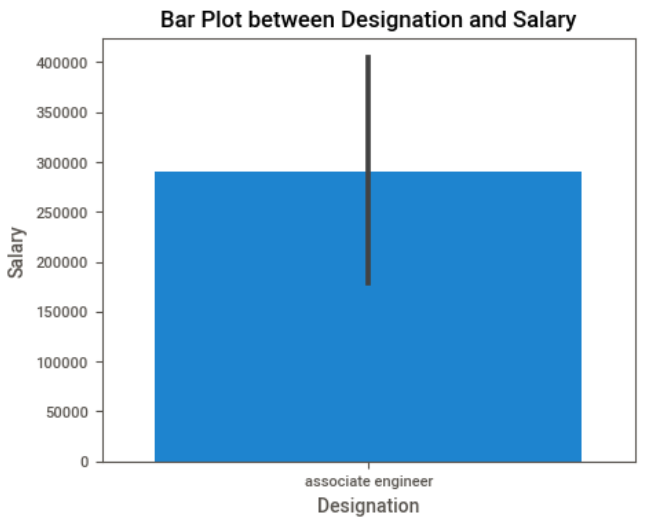 Bar Plot between Designation and Salary
400000
350000
300000
250000
200000
150000
100000
50000
0
Salary
associate engineer
Designation